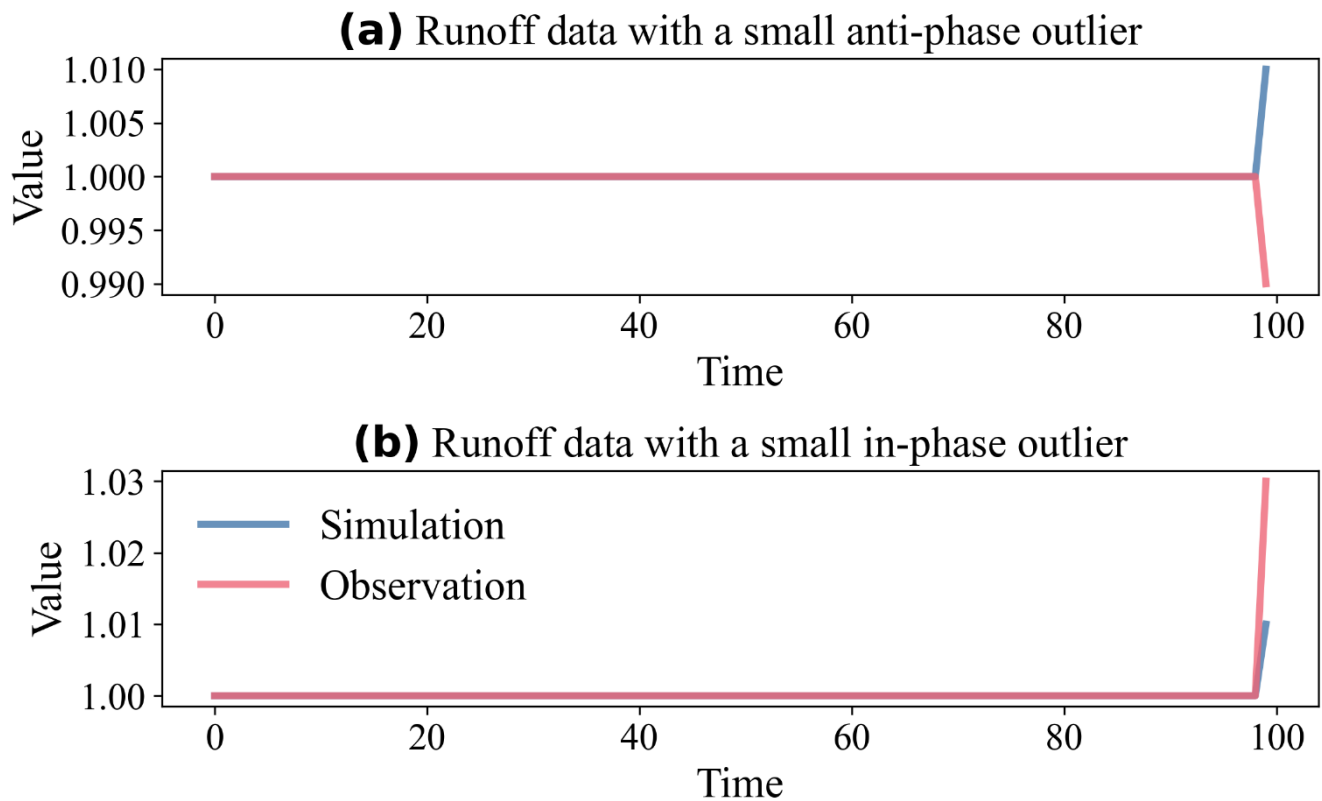 (a) Runoff data with a small anti-phase outlier
1.010
1.005
1.000
0.995
0.990
Value
0 20 40 60 80 100
Time
(b) Runoff data with a small in-phase outlier
1.03
1.02
1.01
1.00
Value
Simulation
Observation
0 20 40 60 80 100
Time